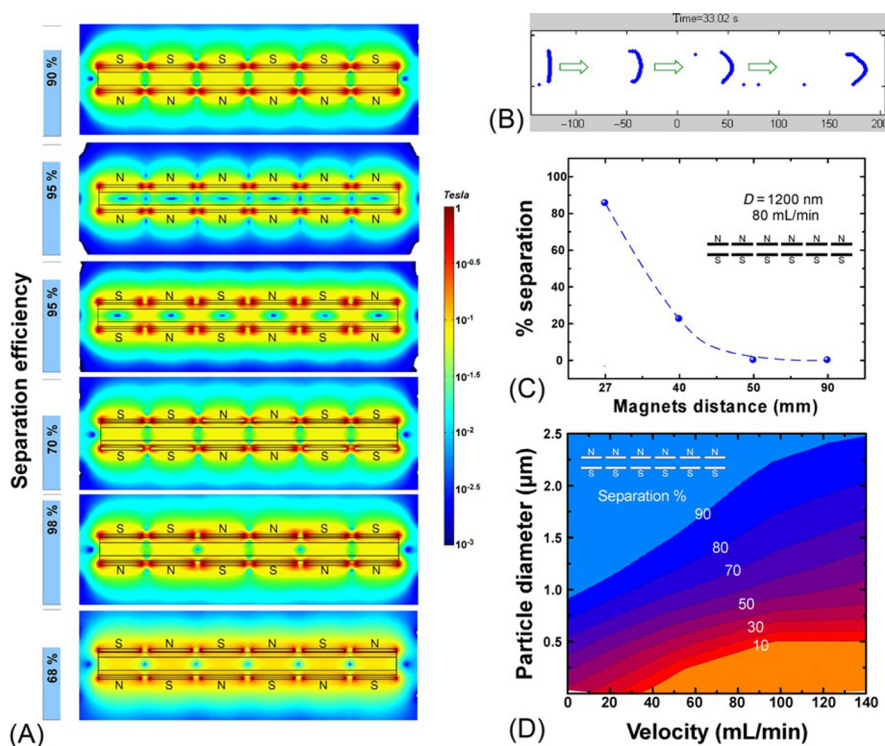 Separation efficiency
90 %
S S S S S S
N N N N N N
95 %
N N N N N N
N N N N N N
95 %
S N S N S N
S N S N S N
70 %
S S N N S S
S S N N S S
98 %
S S N N S S
N N S S N N
68 %
S N S N S N
N S N S N S
(A)
Tesla
1
10^-0.5
10^-1
10^-1.5
10^-2
10^-2.5
10^-3
Time=33.02 s
-100 -50 0 50 100 150 200
(B)
100
80
60
40
20
0
% separation
D = 1200 nm
80 mL/min
N N N N N N
S S S S S S
27 40 50 90
Magnets distance (mm)
(C)
2.5
2.0
1.5
1.0
0.5
Particle diameter (µm)
N N N N N N
S S S S S S
Separation %
90
80
70
50
30
10
0 20 40 60 80 100 120 140
Velocity (mL/min)
(D)